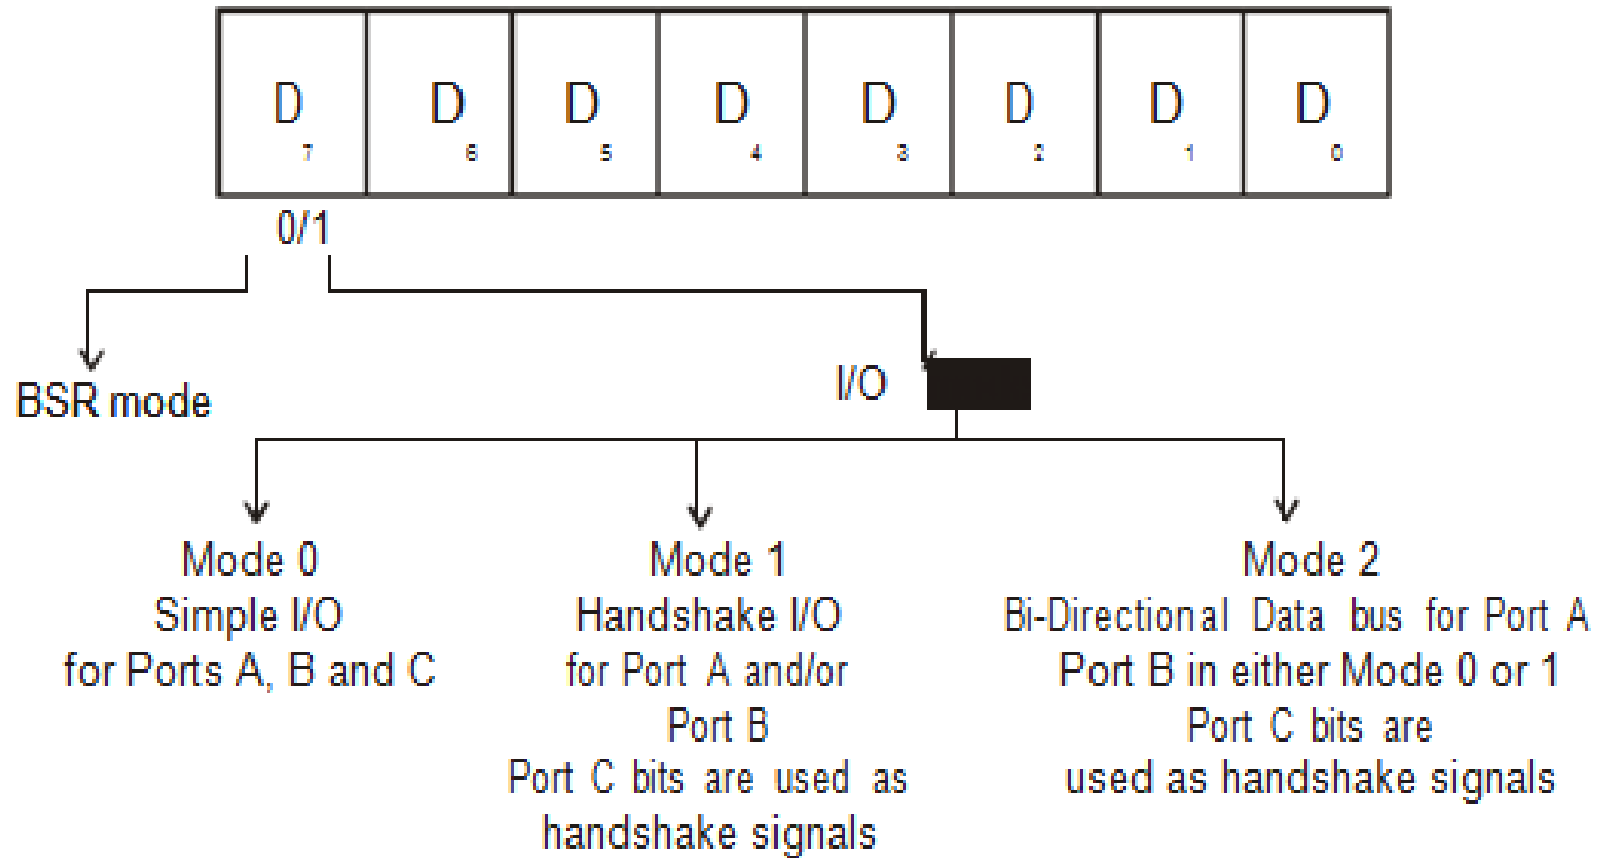 D7 D6 D5 D4 D3 D2 D1 D0
0/1
BSR mode
I/O
Mode 0
Simple I/O
for Ports A, B and C
Mode 1
Handshake I/O
for Port A and/or
Port B
Port C bits are used as
handshake signals
Mode 2
Bi-Directional Data bus for Port A
Port B in either Mode 0 or 1
Port C bits are
used as handshake signals